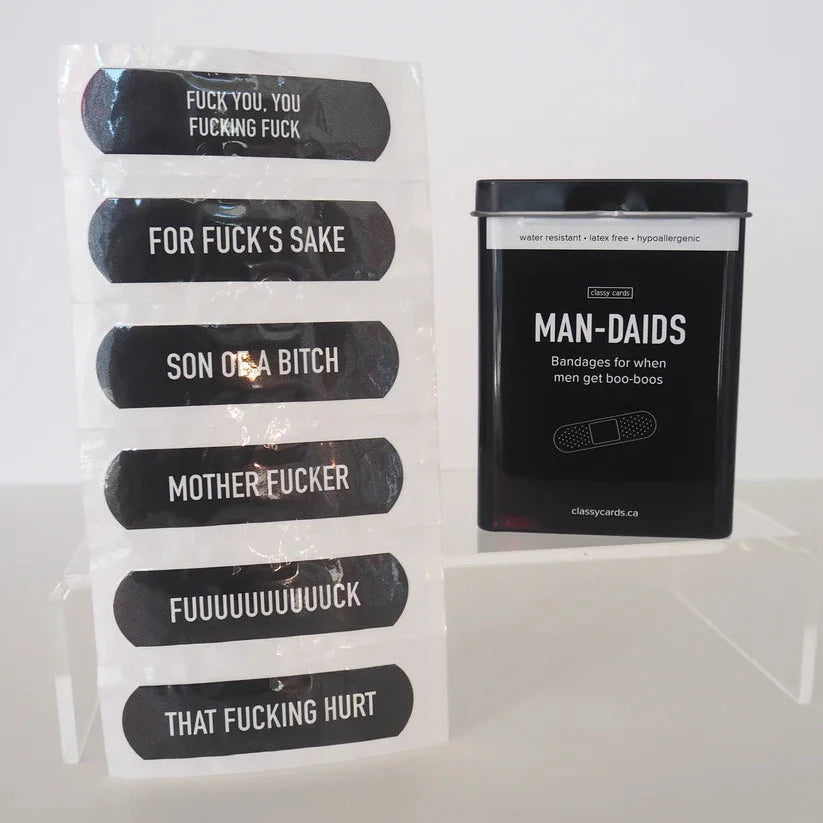 FUCK YOU, YOU
FUCKING FUCK
FOR FUCK'S SAKE
SON OF A BITCH
MOTHER FUCKER
FUUUUUUUUUUUCK
THAT FUCKING HURT
water resistant • latex free • hypoallergenic
classy cards
MAN-DAIDS
Bandages for when
men get boo-boos
classycards.ca